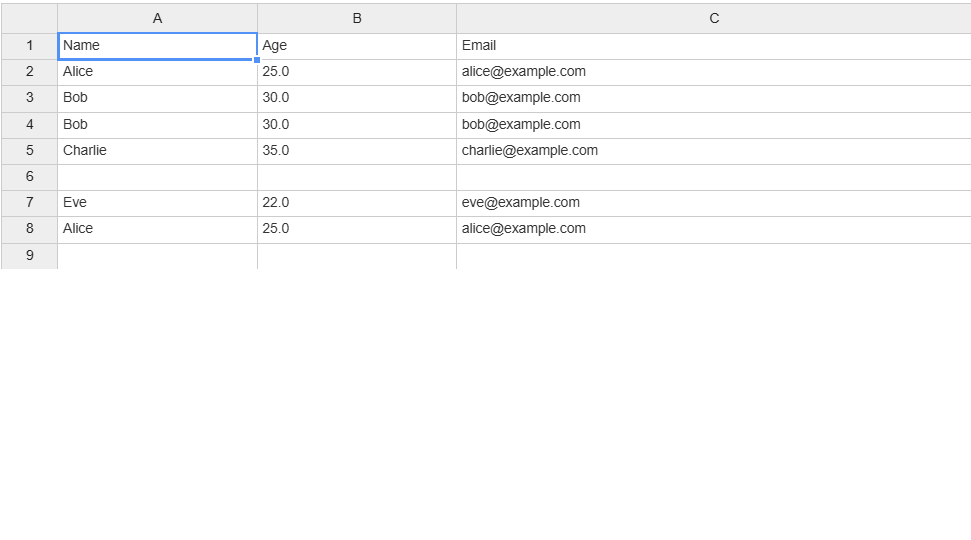 A B C
1 Name Age Email
2 Alice 25.0 alice@example.com
3 Bob 30.0 bob@example.com
4 Bob 30.0 bob@example.com
5 Charlie 35.0 charlie@example.com
6
7 Eve 22.0 eve@example.com
8 Alice 25.0 alice@example.com
9